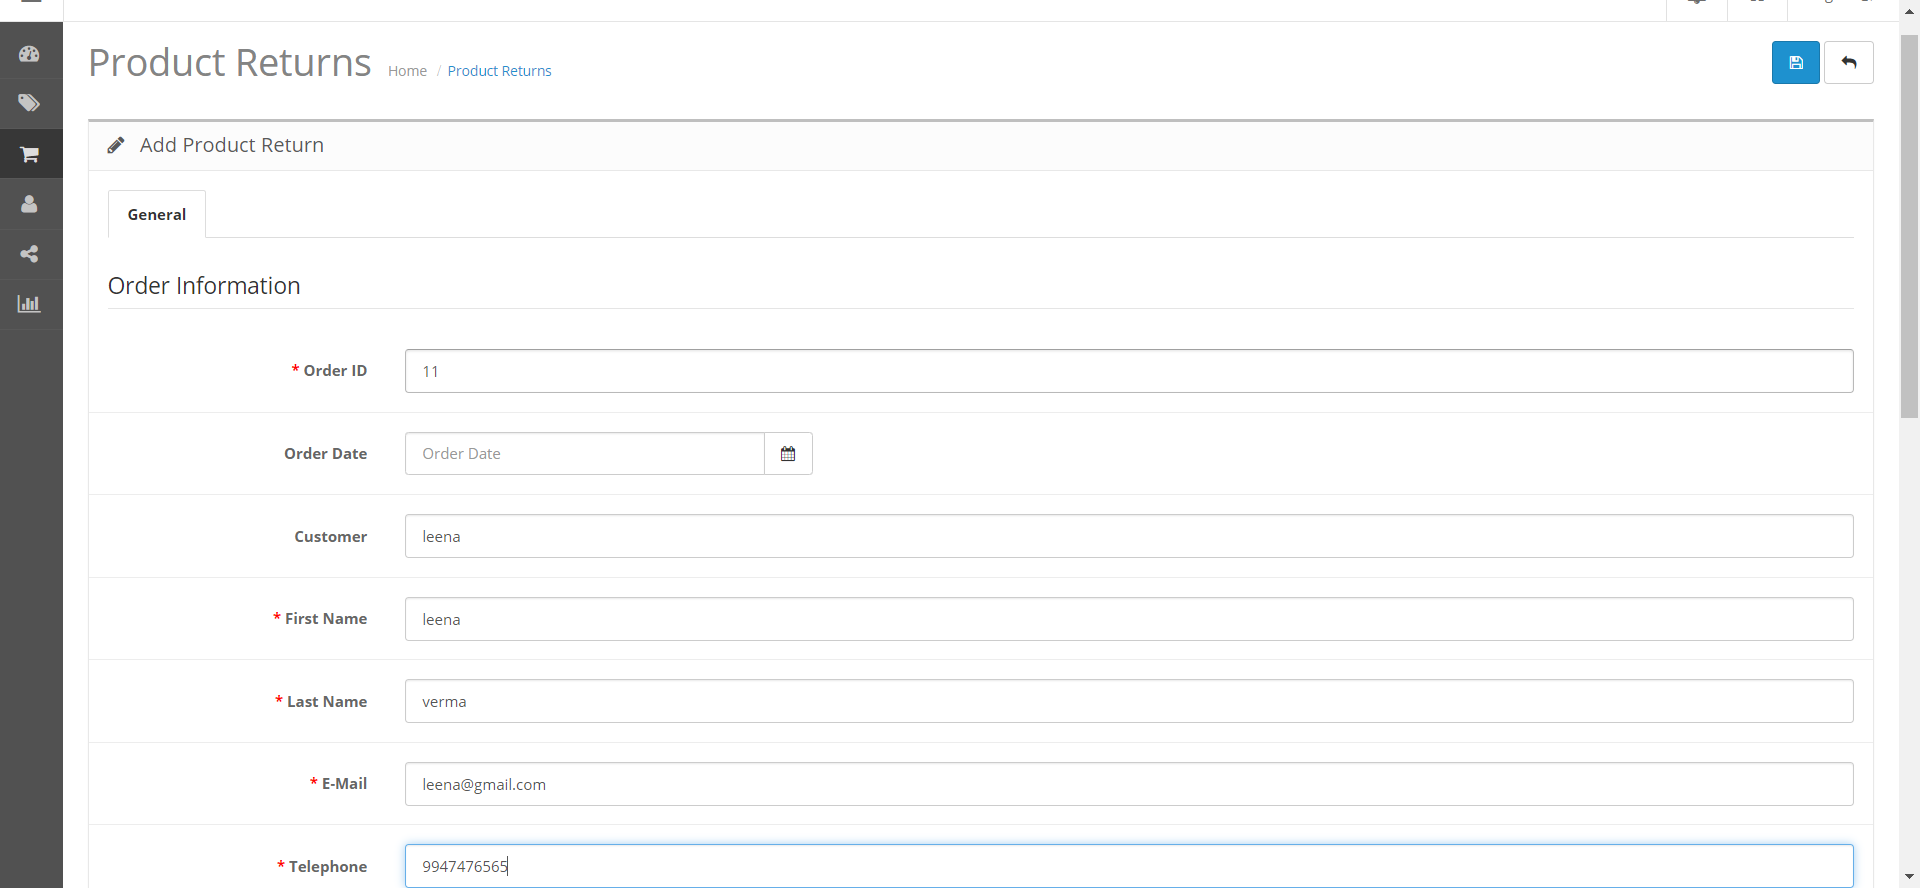 Product Returns
Home / Product Returns
Add Product Return
General
Order Information
* Order ID 11
Order Date Order Date
Customer leena
* First Name leena
* Last Name verma
* E-Mail leena@gmail.com
* Telephone 9947476565